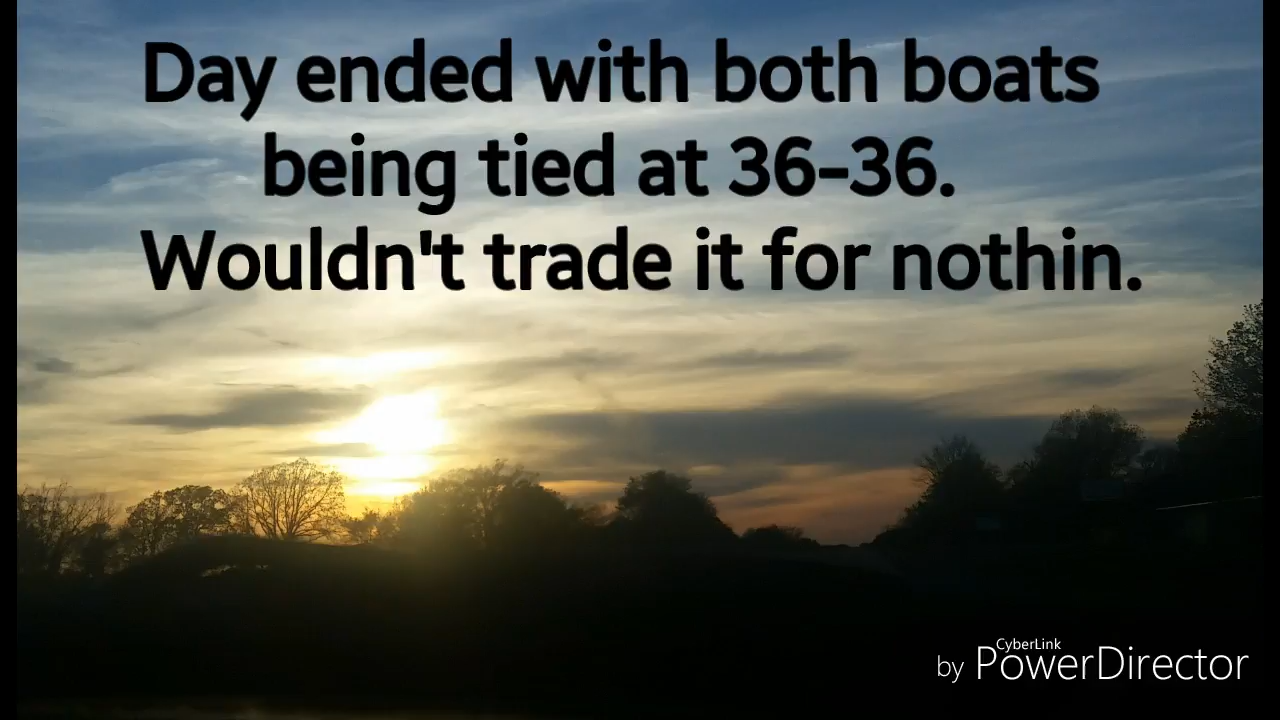 Day ended with both boats
being tied at 36-36.
Wouldn't trade it for nothin.
CyberLink
by PowerDirector